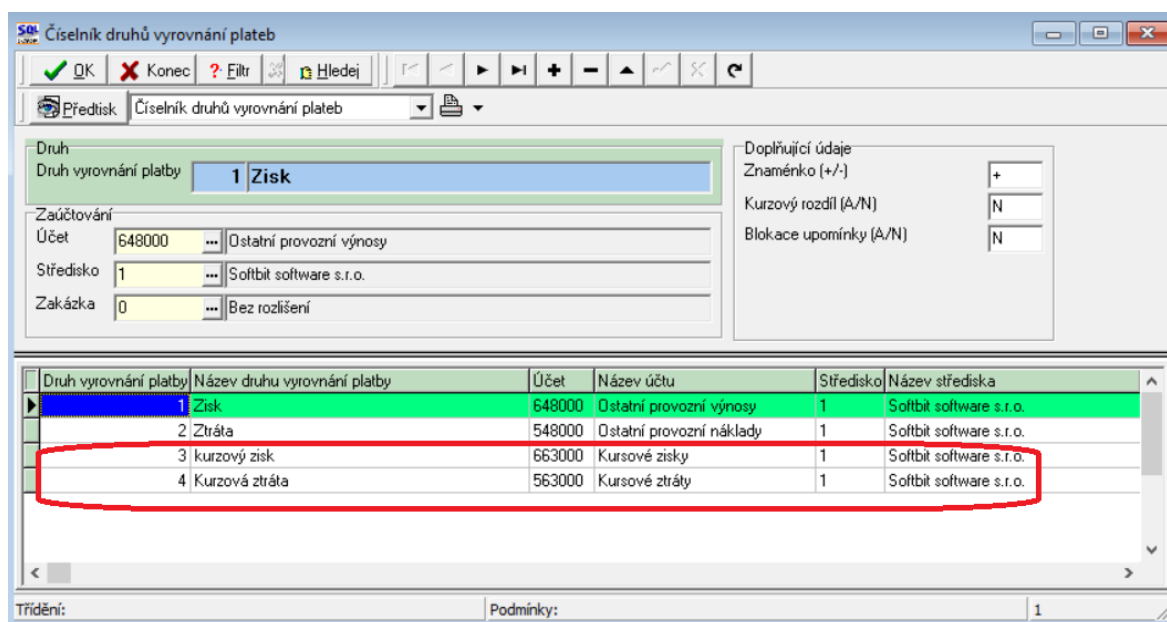 SQL Číselník druhů vyrovnání plateb
OK Konec ?· Filtr Hledej
Předtisk Číselník druhů vyrovnání plateb
Druh
Druh vyrovnání platby 1 Zisk
Zaúčtování
Účet 648000 ... Ostatní provozní výnosy
Středisko 1 ... Softbit software s.r.o.
Zakázka 0 ... Bez rozlišení
Doplňující údaje
Znaménko (+/-) +
Kurzový rozdíl (A/N) N
Blokace upomínky (A/N) N
Druh vyrovnání platby Název druhu vyrovnání platby Účet Název účtu Středisko Název střediska
1 Zisk 648000 Ostatní provozní výnosy 1 Softbit software s.r.o.
2 Ztráta 548000 Ostatní provozní náklady 1 Softbit software s.r.o.
3 kurzový zisk 663000 Kursové zisky 1 Softbit software s.r.o.
4 Kurzová ztráta 563000 Kursové ztráty 1 Softbit software s.r.o.
Třídění: Podmínky: 1